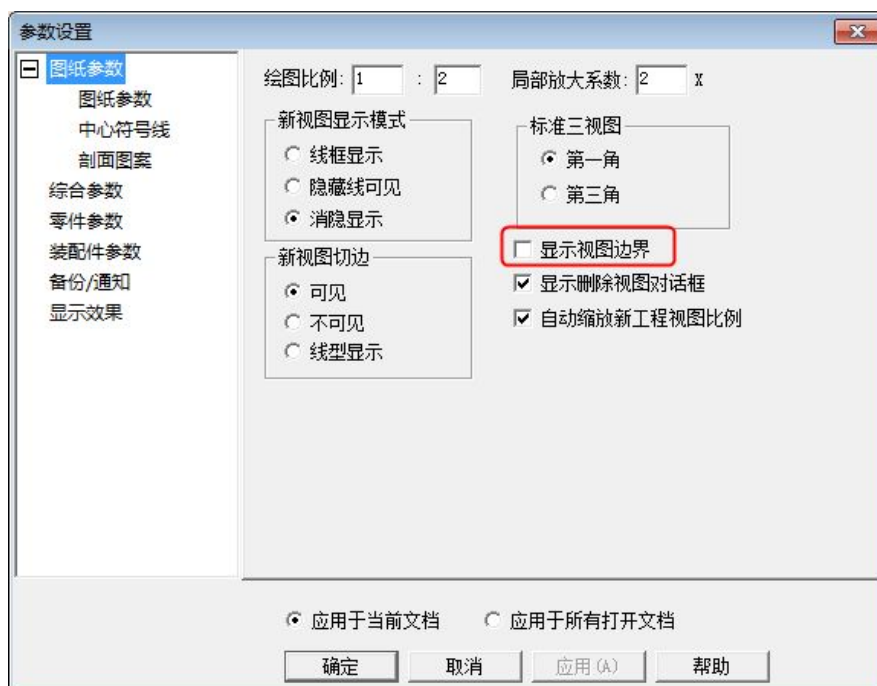 参数设置
图纸参数
图纸参数
中心符号线
剖面图案
综合参数
零件参数
装配件参数
备份/通知
显示效果
绘图比例: 1 : 2
局部放大系数: 2 X
新视图显示模式
线框显示
隐藏线可见
消隐显示
标准三视图
第一角
第三角
新视图切边
可见
不可见
线型显示
显示视图边界
显示删除视图对话框
自动缩放新工程视图比例
应用于当前文档
应用于所有打开文档
确定
取消
应用(A)
帮助